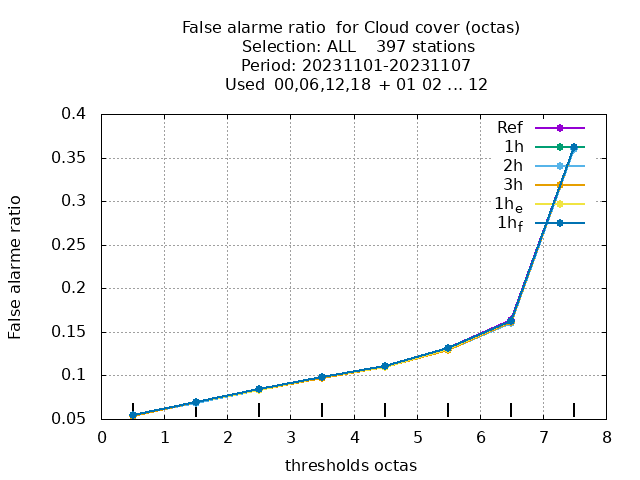 False alarme ratio  for Cloud cover (octas)
Selection: ALL    397 stations
Period: 20231101-20231107
Used  00,06,12,18  + 01 02 ... 12
0.4
0.35
0.3
0.25
0.2
0.15
0.1
0.05
False alarme ratio
Ref
1h
2h
3h
1he
1hf
0 1 2 3 4 5 6 7 8
thresholds octas